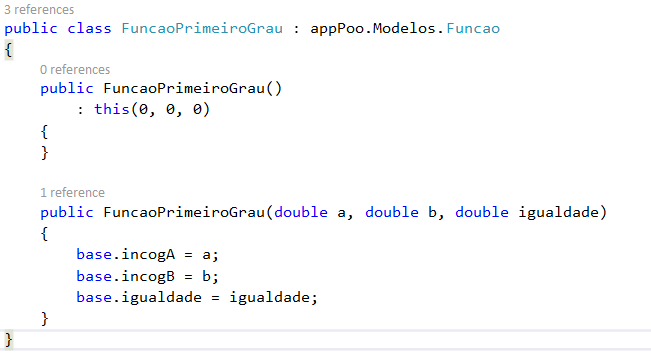 3 references
public class FuncaoPrimeiroGrau : appPoo.Modelos.Funcao
{
0 references
public FuncaoPrimeiroGrau()
: this(0, 0, 0)
{
}
1 reference
public FuncaoPrimeiroGrau(double a, double b, double igualdade)
{
base.incogA = a;
base.incogB = b;
base.igualdade = igualdade;
}
}